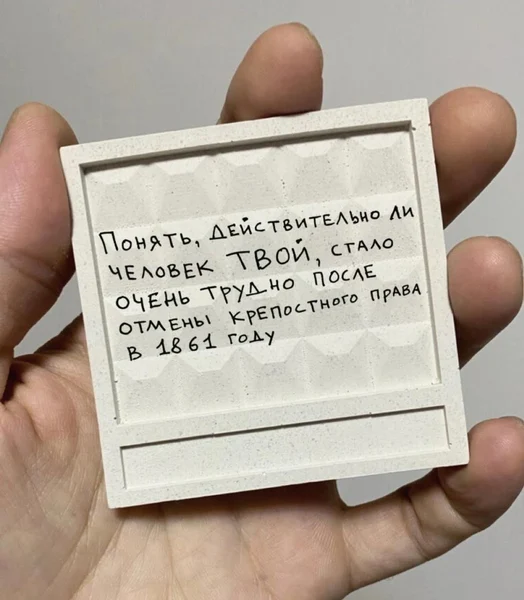 Понять, действительно ли
человек ТВОЙ, стало
очень трудно после
отмены крепостного права
в 1861 году